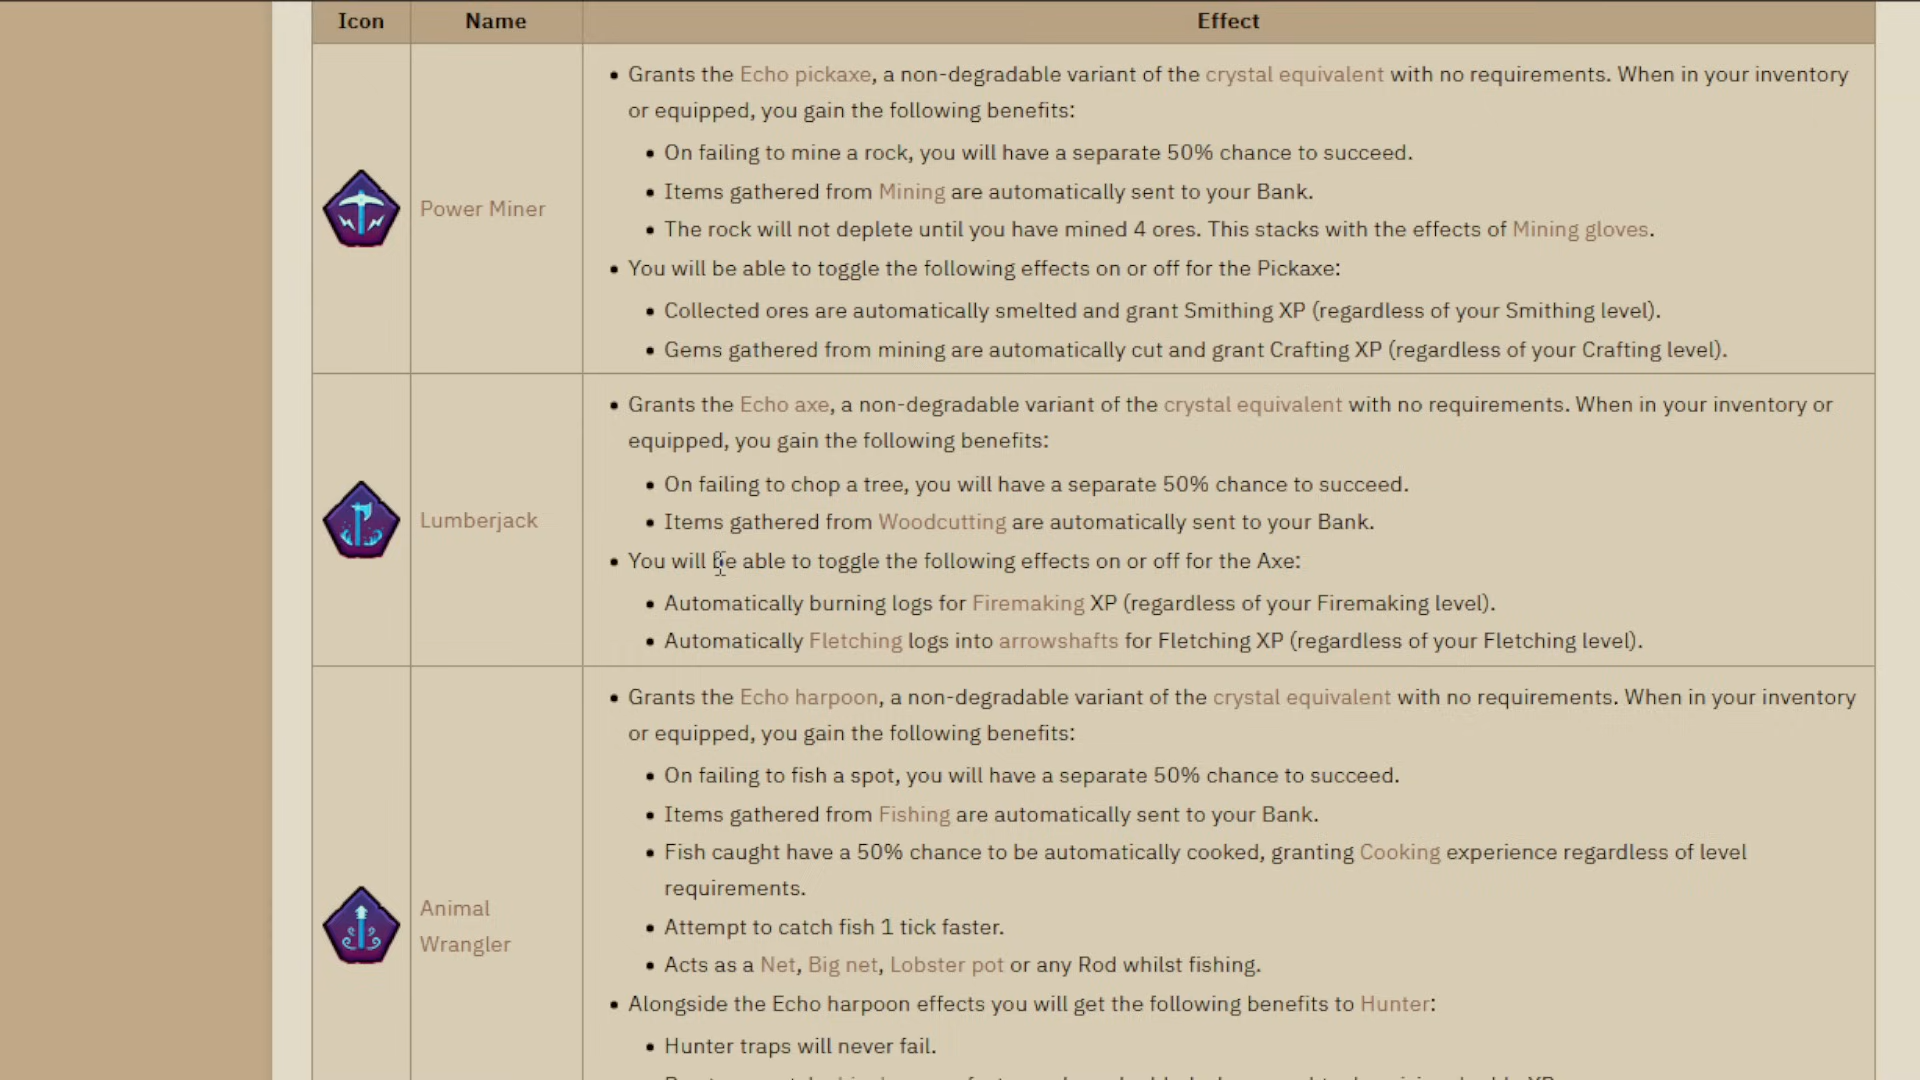 Icon Name Effect
Grants the Echo pickaxe, a non-degradable variant of the crystal equivalent with no requirements. When in your inventory
or equipped, you gain the following benefits:
On failing to mine a rock, you will have a separate 50% chance to succeed.
Items gathered from Mining are automatically sent to your Bank.
Power Miner
The rock will not deplete until you have mined 4 ores. This stacks with the effects of Mining gloves.
You will be able to toggle the following effects on or off for the Pickaxe:
Collected ores are automatically smelted and grant Smithing XP (regardless of your Smithing level).
Gems gathered from mining are automatically cut and grant Crafting XP (regardless of your Crafting level).
Grants the Echo axe, a non-degradable variant of the crystal equivalent with no requirements. When in your inventory or
equipped, you gain the following benefits:
On failing to chop a tree, you will have a separate 50% chance to succeed.
Lumberjack
Items gathered from Woodcutting are automatically sent to your Bank.
You will be able to toggle the following effects on or off for the Axe:
Automatically burning logs for Firemaking XP (regardless of your Firemaking level).
Automatically Fletching logs into arrowshafts for Fletching XP (regardless of your Fletching level).
Grants the Echo harpoon, a non-degradable variant of the crystal equivalent with no requirements. When in your inventory
or equipped, you gain the following benefits:
On failing to fish a spot, you will have a separate 50% chance to succeed.
Items gathered from Fishing are automatically sent to your Bank.
Fish caught have a 50% chance to be automatically cooked, granting Cooking experience regardless of level
requirements.
Animal
Wrangler
Attempt to catch fish 1 tick faster.
Acts as a Net, Big net, Lobster pot or any Rod whilst fishing.
Alongside the Echo harpoon effects you will get the following benefits to Hunter:
Hunter traps will never fail.